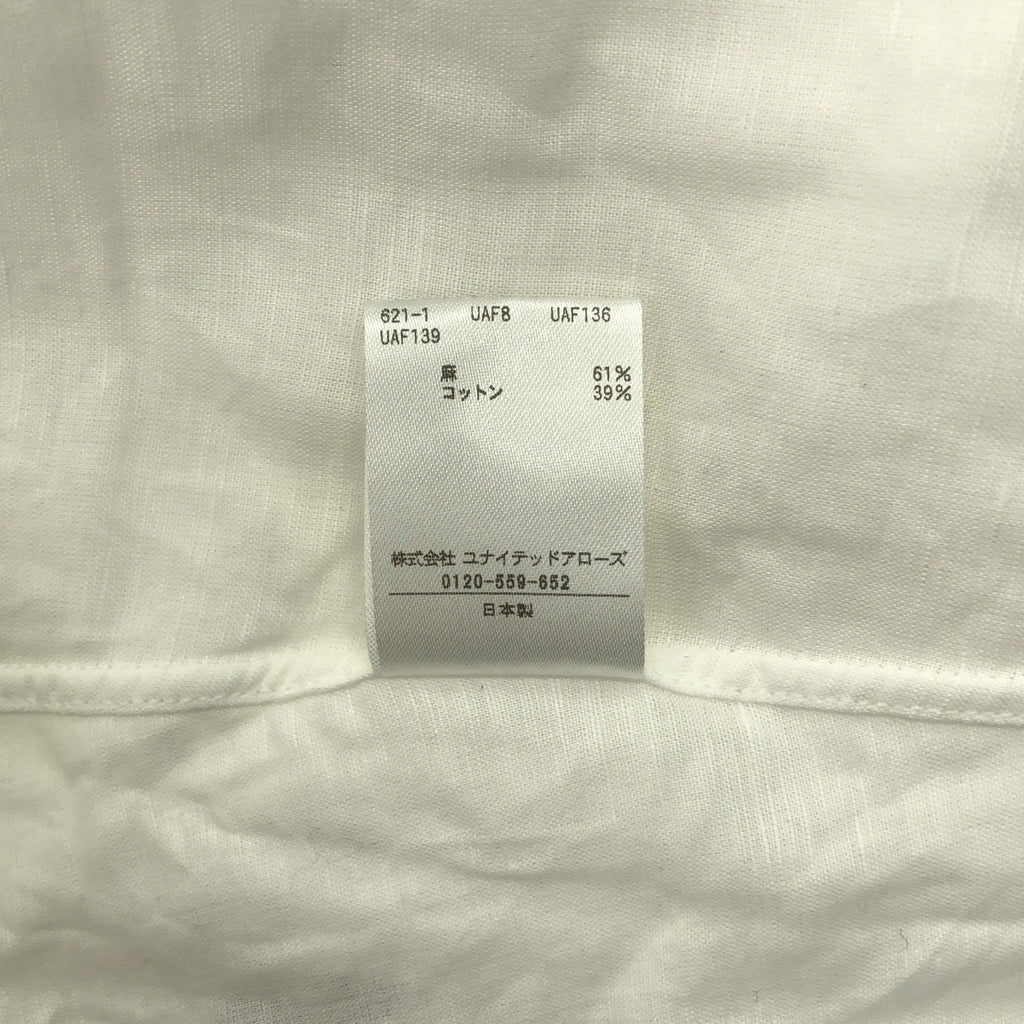 621-1 UAF8 UAF136
UAF139
麻 61%
コットン 39%
株式会社 ユナイテッドアローズ
0120-559-652
日本製